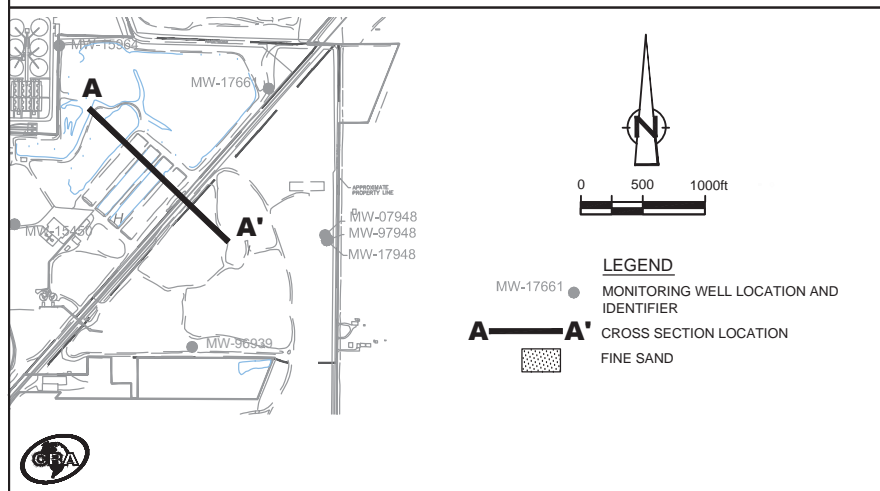 MW-15964
A
MW-17661
APPROXIMATE
PROPERTY LINE
MW-07948
MW-97948
MW-17948
A'
MW-15450
MW-96939
N
0 500 1000ft
LEGEND
MW-17661 MONITORING WELL LOCATION AND
IDENTIFIER
A A' CROSS SECTION LOCATION
FINE SAND
CRA